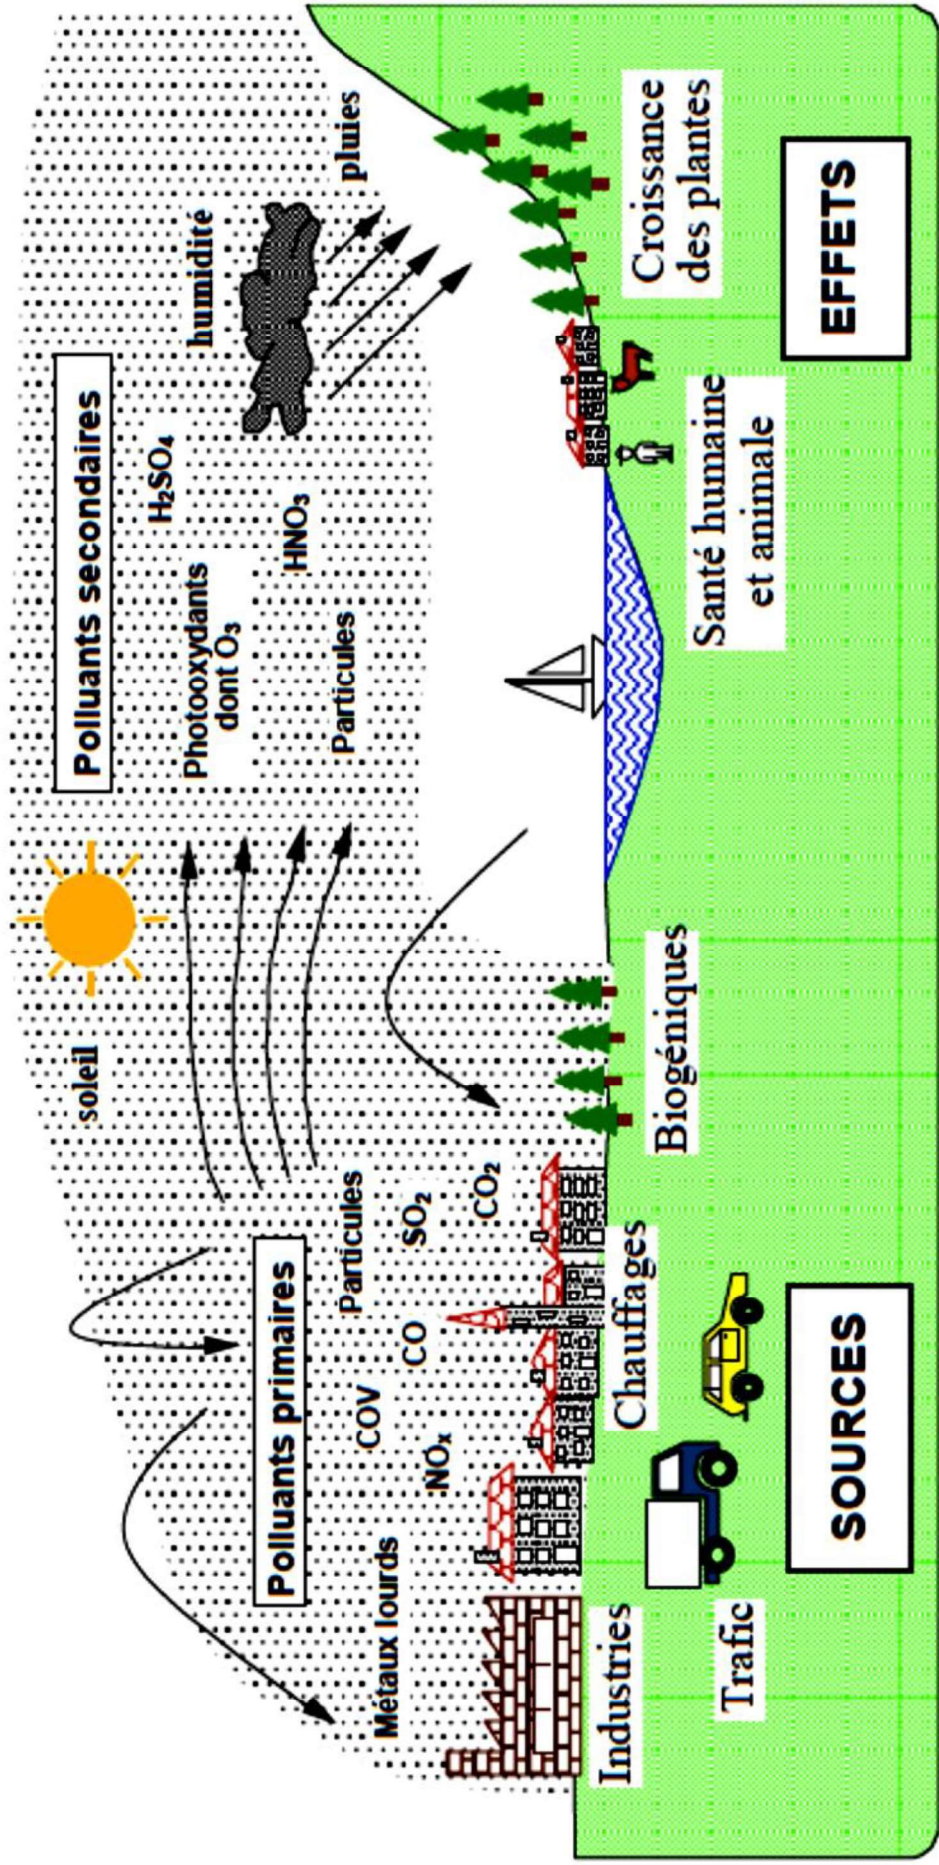 soleil
Polluants secondaires
H₂SO₄
humidité
Photooxydants
dont O₃
HNO₃
pluies
Particules
Polluants primaires
Particules
COV
CO
SO₂
CO₂
Métaux lourds
NOₓ
Industries
Chauffages
Biogéniques
Trafic
Santé humaine
et animale
Croissance
des plantes
SOURCES
EFFETS